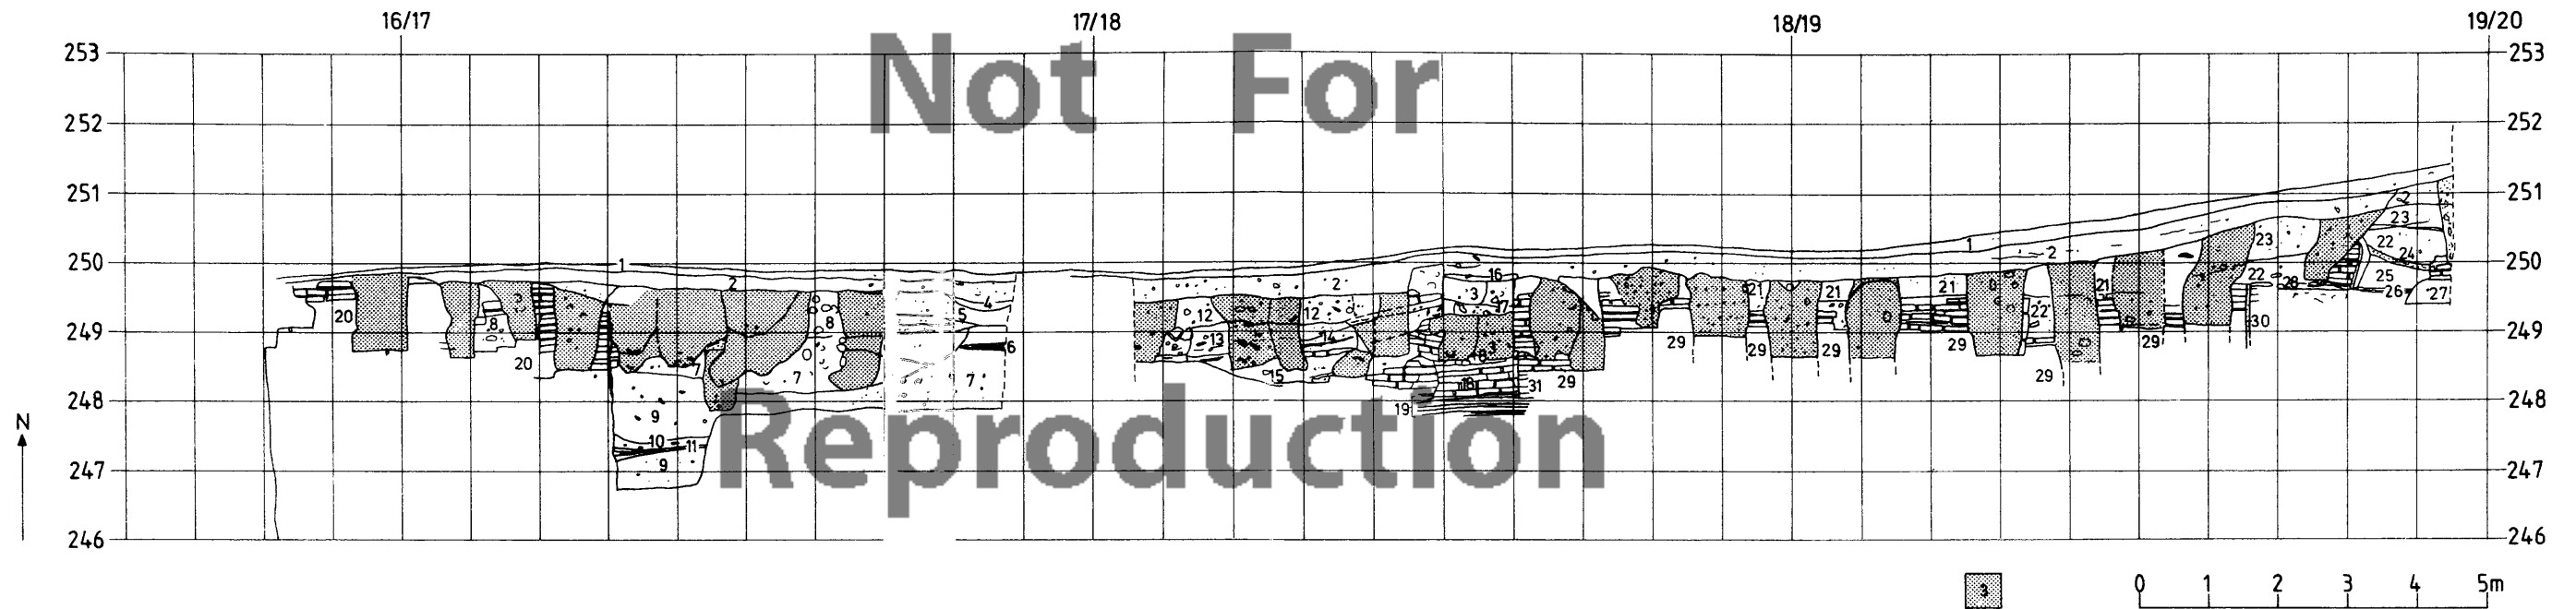 16/17 17/18 18/19 19/20
253 253
Not For
252 252
251 251
2
23
23 22 24
1 2
250 250
1 16 22 28 25 26 27
2 2 3 17 21 21 21 21
4
20 8 8 5 12 12 22 30
249 249
13 14 3 29 29 29 29 29
20 7 7 7 6 15 18 29
9 18 31 29
248 248
19
N
Reproduction
10 11
247 247
9
246 246
3 0 1 2 3 4 5m